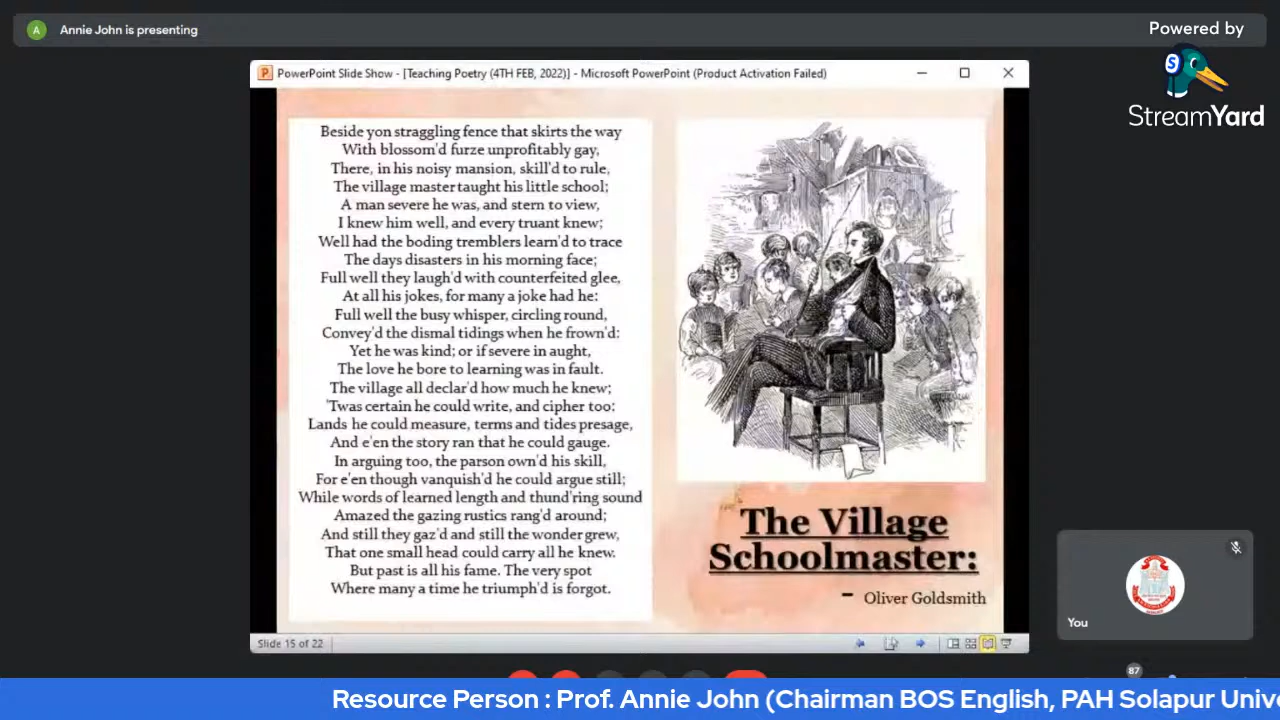 A
Annie John is presenting
Powered by
S
StreamYard
P PowerPoint Slide Show - [Teaching Poetry (4TH FEB, 2022)] - Microsoft PowerPoint (Product Activation Failed)
Beside yon straggling fence that skirts the way
With blossom'd furze unprofitably gay,
There, in his noisy mansion, skill'd to rule,
The village master taught his little school;
A man severe he was, and stern to view,
I knew him well, and every truant knew;
Well had the boding tremblers learn'd to trace
The days disasters in his morning face;
Full well they laugh'd with counterfeited glee,
At all his jokes, for many a joke had he:
Full well the busy whisper, circling round,
Convey'd the dismal tidings when he frown'd:
Yet he was kind; or if severe in aught,
The love he bore to learning was in fault.
The village all declar'd how much he knew;
'Twas certain he could write, and cipher too:
Lands he could measure, terms and tides presage,
And e'en the story ran that he could gauge.
In arguing too, the parson own'd his skill,
For e'en though vanquish'd he could argue still;
While words of learned length and thund'ring sound
Amazed the gazing rustics rang'd around;
And still they gaz'd and still the wonder grew,
That one small head could carry all he knew.
But past is all his fame. The very spot
Where many a time he triumph'd is forgot.
The Village
Schoolmaster:
- Oliver Goldsmith
Slide 15 of 22
You
87
Resource Person : Prof. Annie John (Chairman BOS English, PAH Solapur Unive